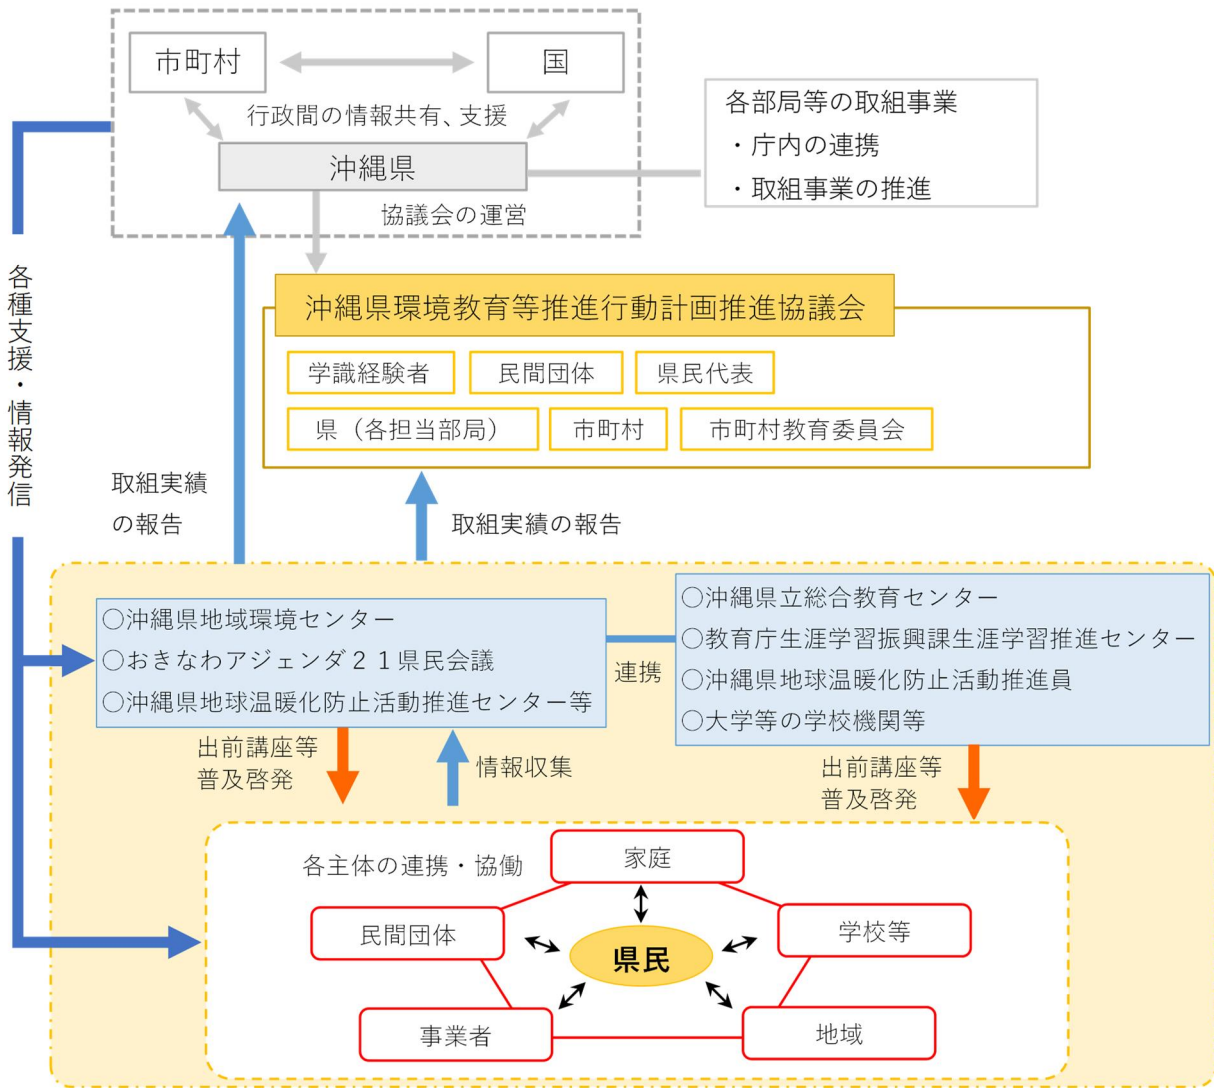 市町村
国
行政間の情報共有、支援
沖縄県
協議会の運営
各部局等の取組事業
・庁内の連携
・取組事業の推進
各種支援・情報発信
沖縄県環境教育等推進行動計画推進協議会
学識経験者
民間団体
県民代表
県（各担当部局）
市町村
市町村教育委員会
取組実績
の報告
取組実績の報告
○沖縄県地域環境センター
○おきなわアジェンダ２１県民会議
○沖縄県地球温暖化防止活動推進センター等
連携
○沖縄県立総合教育センター
○教育庁生涯学習振興課生涯学習推進センター
○沖縄県地球温暖化防止活動推進員
○大学等の学校機関等
出前講座等
普及啓発
情報収集
出前講座等
普及啓発
各主体の連携・協働
家庭
民間団体
学校等
県民
事業者
地域